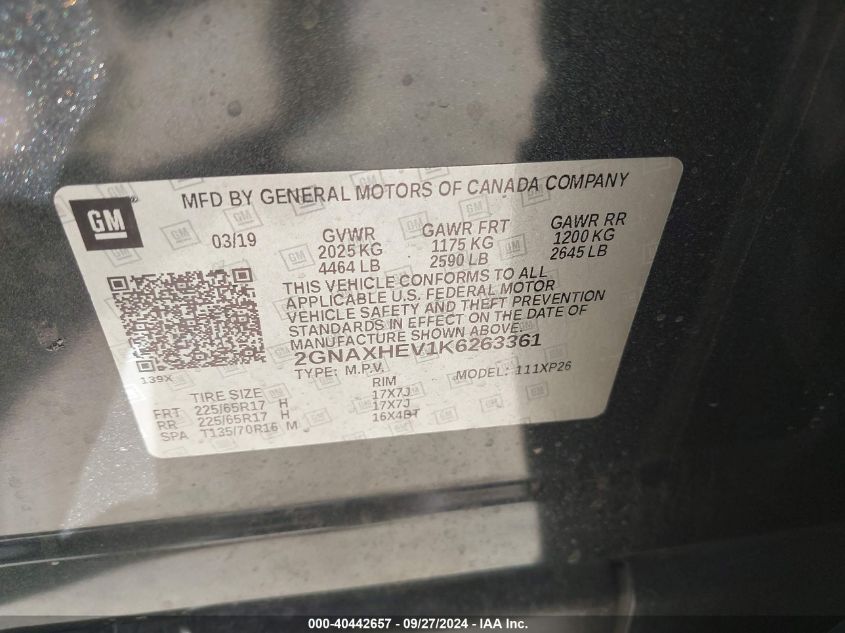 MFD BY GENERAL MOTORS OF CANADA COMPANY
GM
03/19
GVWR GAWR FRT GAWR RR
2025 KG 1175 KG 1200 KG
4464 LB 2590 LB 2645 LB
THIS VEHICLE CONFORMS TO ALL
APPLICABLE U.S. FEDERAL MOTOR
VEHICLE SAFETY AND THEFT PREVENTION
STANDARDS IN EFFECT ON THE DATE OF
MANUFACTURE SHOWN ABOVE.
2GNAXHEV1K6263361
TYPE: M.P.V. MODEL: 111XP26
139X
TIRE SIZE RIM
FRT 225/65R17 H 17X7J
RR 225/65R17 H 17X7J
SPA T135/70R16 M 16X4BT
000-40442657 / 09/27/2024 - IAA Inc.